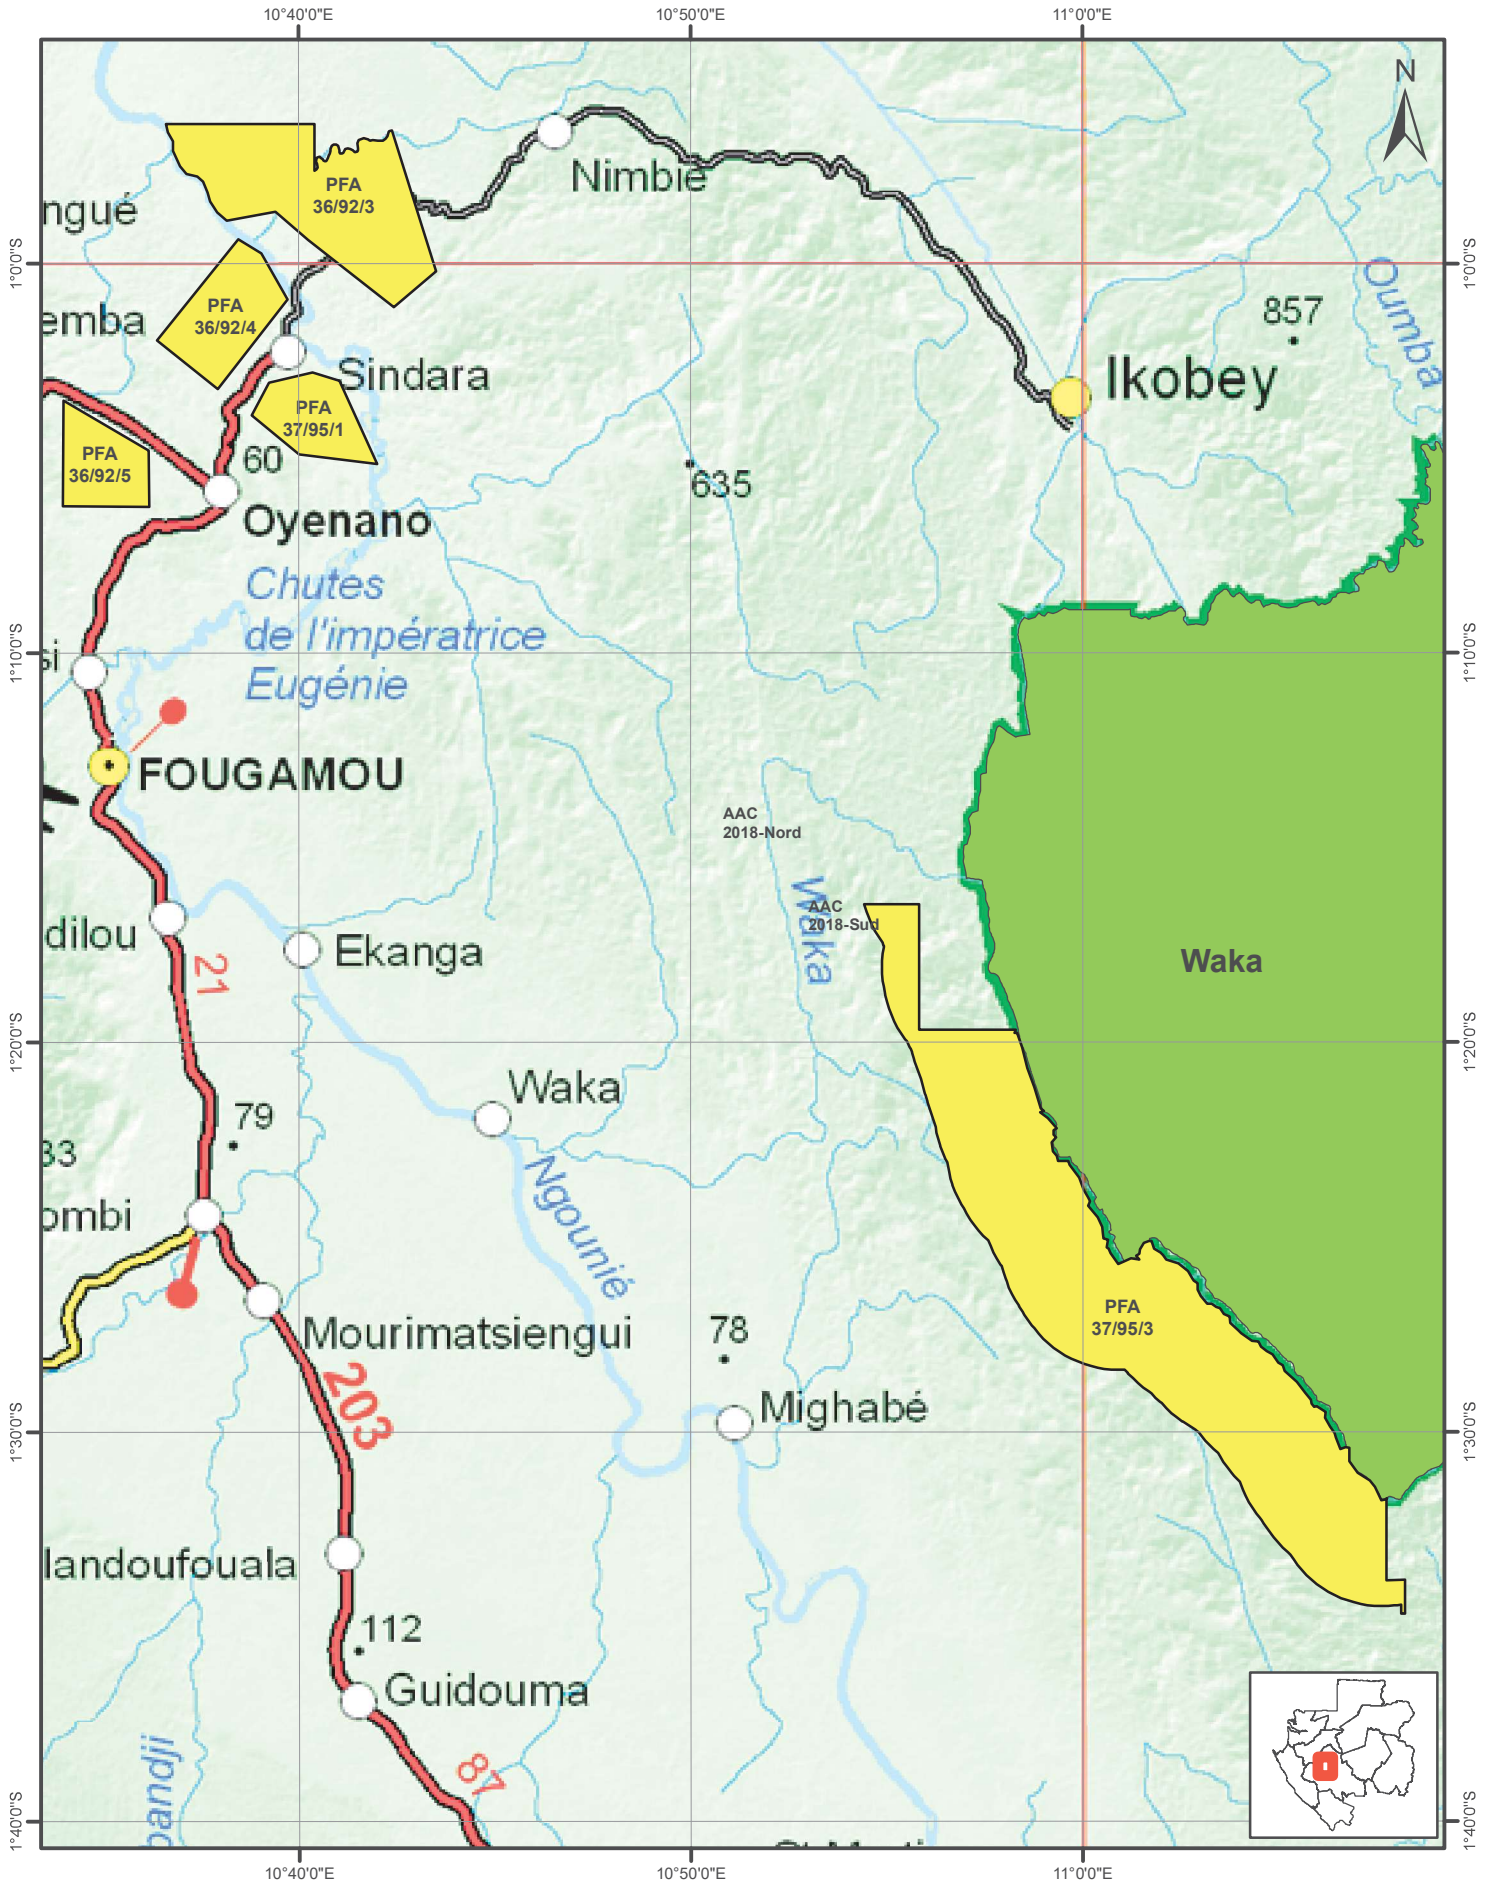 10°40'0"E
10°50'0"E
11°0'0"E
N
Nimbié
PFA
36/92/3
ngué
1°0'0"S
1°0'0"S
Oumba
PFA
36/92/4
emba
857
Sindara
Ikobey
PFA
37/95/1
PFA
36/92/5
60
635
Oyenano
Chutes
de l'impératrice
Eugénie
1°10'0"S
si
1°10'0"S
FOUGAMOU
AAC
2018-Nord
Waka
AAC
2018-Sud
dilou
Ekanga
21
Waka
1°20'0"S
1°20'0"S
Waka
79
33
Ngounié
ombi
PFA
37/95/3
Mourimatsiengui
78
203
Mighabé
1°30'0"S
1°30'0"S
landoufouala
112
Guidouma
87
bandji
1°40'0"S
1°40'0"S
10°40'0"E
10°50'0"E
11°0'0"E